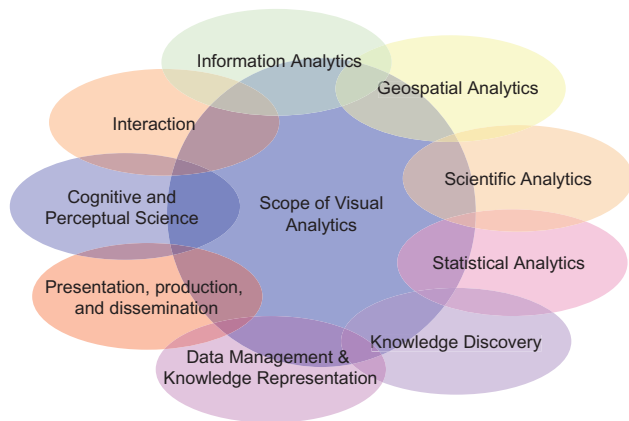 Information Analytics
Geospatial Analytics
Interaction
Scientific Analytics
Cognitive and
Perceptual Science
Scope of Visual
Analytics
Statistical Analytics
Presentation, production,
and dissemination
Knowledge Discovery
Data Management &
Knowledge Representation